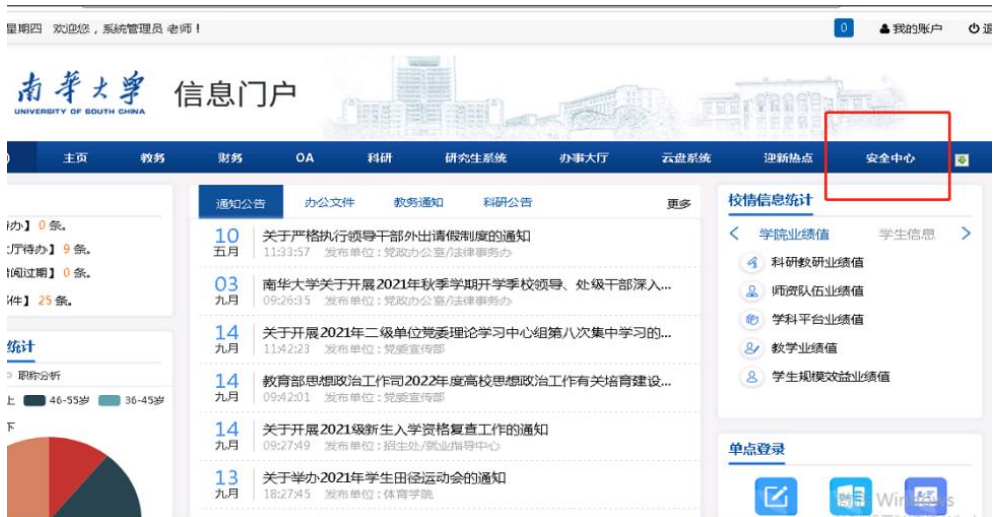 星期四 欢迎您，系统管理员 老师！
0
我的账户
南华大学
UNIVERSITY OF SOUTH CHINA
信息门户
主页 教务 财务 OA 科研 研究生系统 办事大厅 云盘系统 迎新热点 安全中心
待办】0 条。
大厅待办】9 条。
过期】0 条。
件】25 条。
统计
职称分析
上 46-55岁 36-45岁
下
通知公告 办公文件 教务通知 科研公告 更多
10 五月
关于严格执行领导干部外出请假制度的通知
11:33:57 发布单位：党政办公室/法律事务办
03 九月
南华大学关于开展2021年秋季学期开学季校领导、处级干部深入...
09:26:35 发布单位：党政办公室/法律事务办
14 九月
关于开展2021年二级单位党委理论学习中心组第八次集中学习的...
11:42:23 发布单位：党委宣传部
14 九月
教育部思想政治工作司2022年度高校思想政治工作有关培育建设...
09:42:01 发布单位：党委宣传部
14 九月
关于开展2021级新生入学资格复查工作的通知
09:27:49 发布单位：招生处/就业指导中心
13 九月
关于举办2021年学生田径运动会的通知
18:27:45 发布单位：体育学院
校情信息统计
学院业绩值 学生信息
科研教研业绩值
师资队伍业绩值
学科平台业绩值
教学业绩值
学生规模效益业绩值
单点登录
激活 Windows